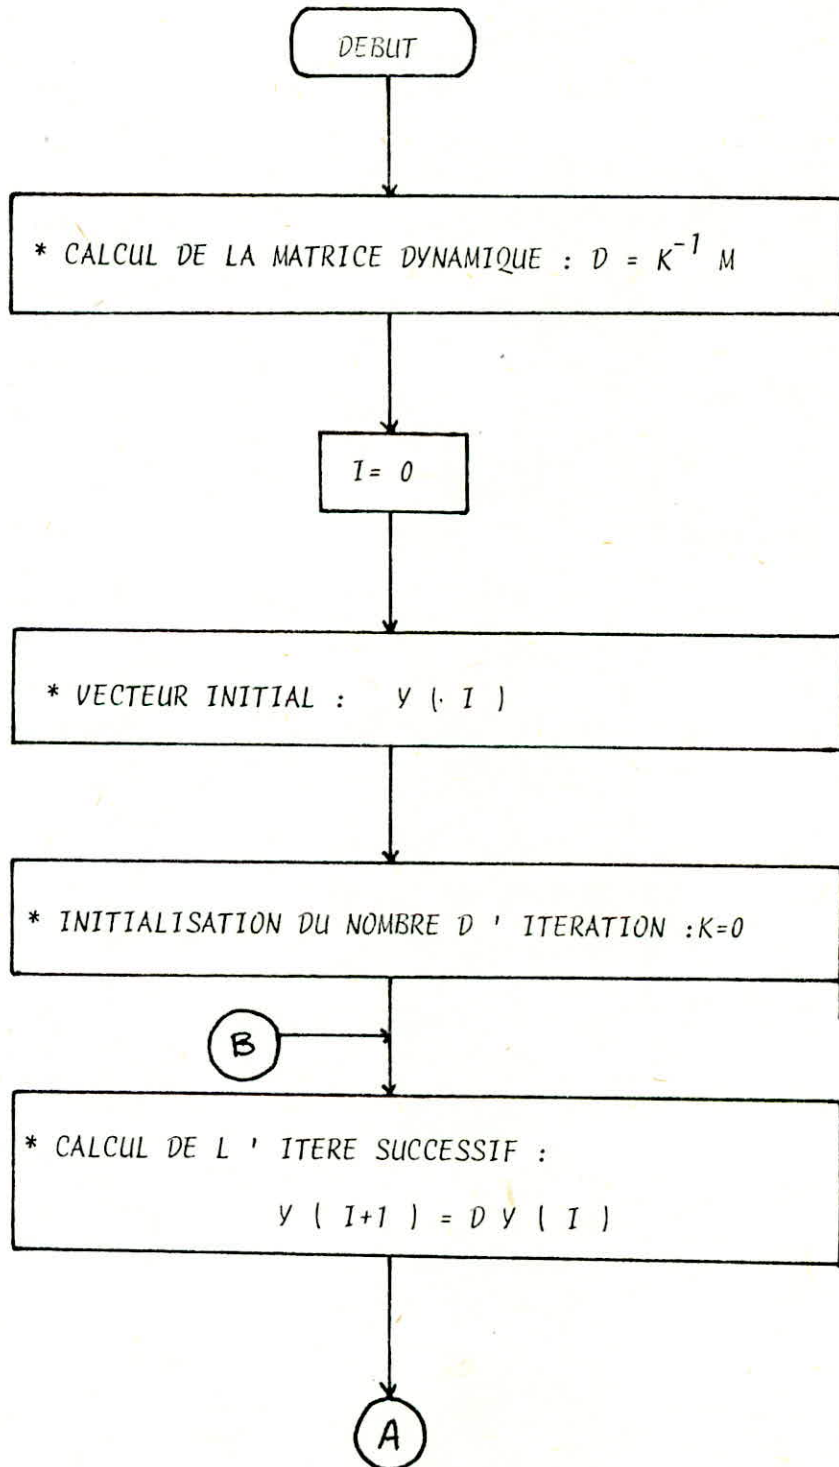 DEBUT
* CALCUL DE LA MATRICE DYNAMIQUE : D = K⁻¹ M
I= 0
* VECTEUR INITIAL : Y ( I )
* INITIALISATION DU NOMBRE D ' ITERATION :K=0
B
* CALCUL DE L ' ITERE SUCCESSIF :
Y ( I+1 ) = D Y ( I )
A